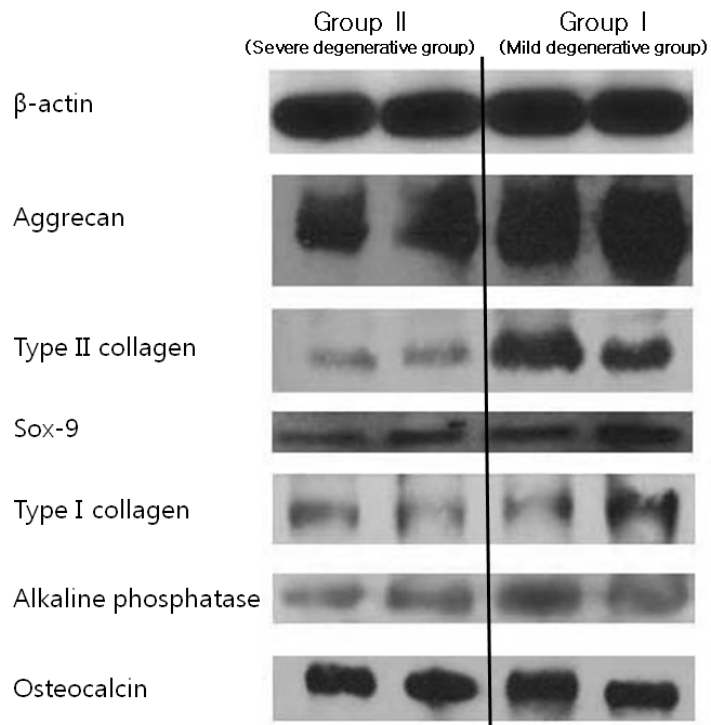 Group Ⅱ
Group Ⅰ
(Severe degenerative group)
(Mild degenerative group)
β-actin
Aggrecan
Type Ⅱ collagen
Sox-9
Type Ⅰ collagen
Alkaline phosphatase
Osteocalcin